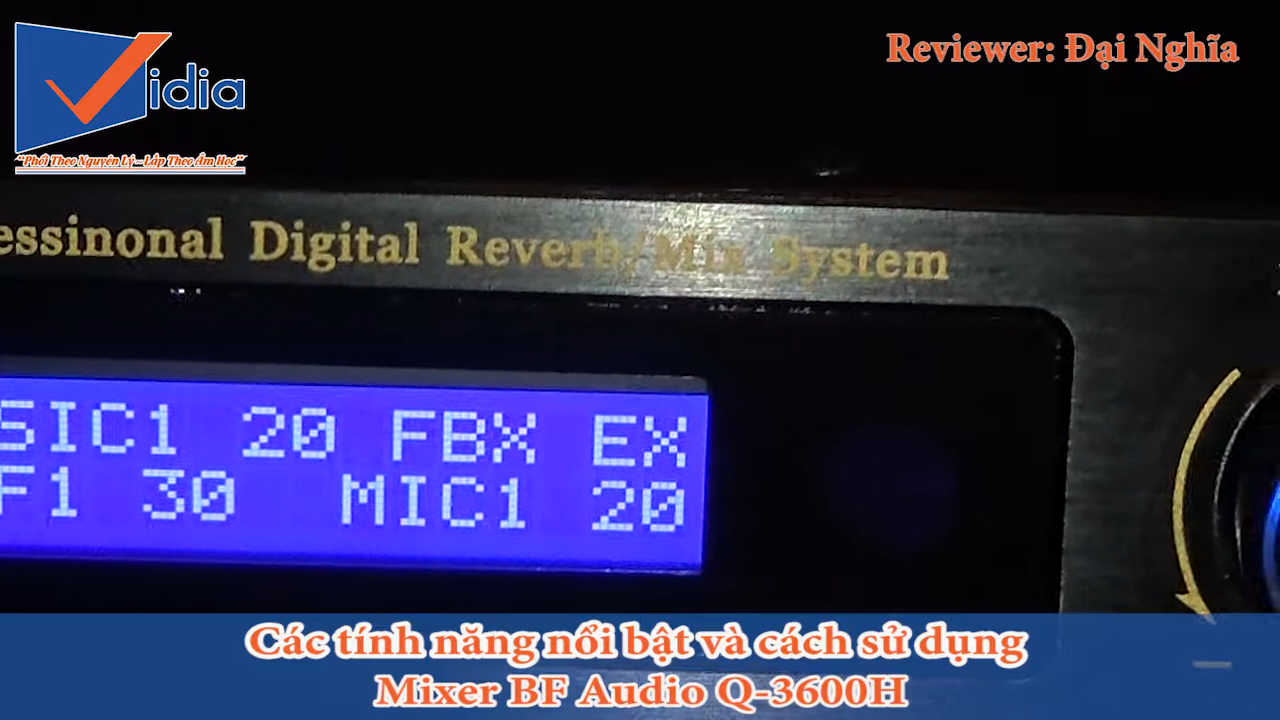 Vidia
"Phối Theo Nguyên Lý - Lắp Theo Âm Học"
Reviewer: Đại Nghĩa
essinonal Digital Reverb/Mix System
SIC1 20 FBX EX
F1 30 MIC1 20
Các tính năng nổi bật và cách sử dụng
Mixer BF Audio Q-3600H